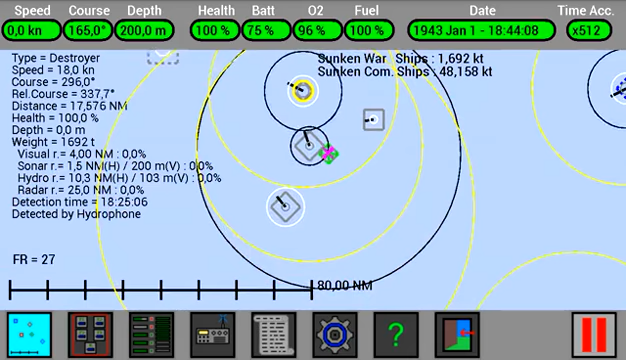 Speed Course Depth Health Batt O2 Fuel Date Time Acc.
0,0 kn 165,0° 200,0 m 100 % 75 % 96 % 100 % 1943 Jan 1 - 18:44:08 x512
Type = Destroyer
Speed = 18,0 kn
Course = 296,0°
Rel.Course = 337,7°
Distance = 17,576 NM
Health = 100,0%
Depth = 0,0 m
Weight = 1692 t
Visual r.= 4,00 NM : 0,0%
Sonar r.= 1,5 NM(H) / 200 m(V) : 0,0%
Hydro r.= 10,3 NM(H) / 103 m(V) : 0,0%
Radar r.= 25,0 NM : 0,0%
Detection time = 18:25:06
Detected by Hydrophone
Sunken War. Ships : 1,692 kt
Sunken Com. Ships : 48,158 kt
FR = 27
80,00 NM
?